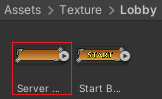 Assets > Texture > Lobby
START
Server ... Start B...